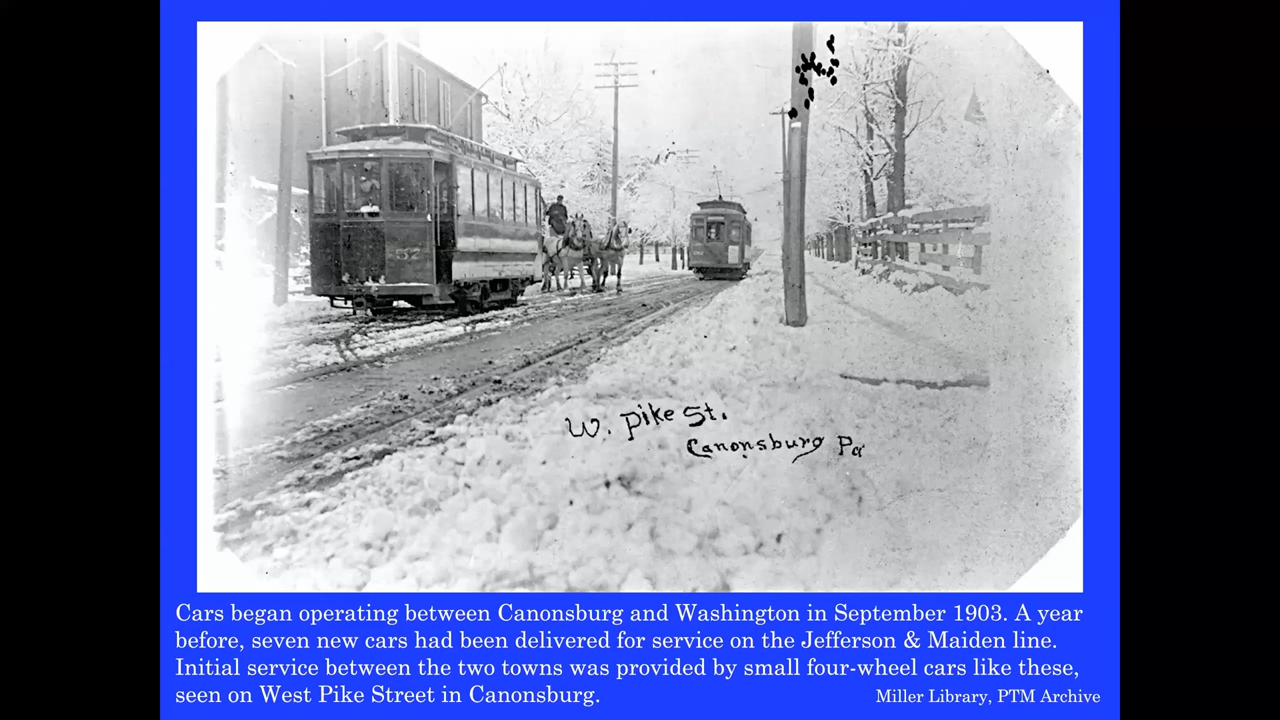 57
W. Pike St.
Canonsburg Pa
Cars began operating between Canonsburg and Washington in September 1903. A year
before, seven new cars had been delivered for service on the Jefferson & Maiden line.
Initial service between the two towns was provided by small four-wheel cars like these,
seen on West Pike Street in Canonsburg.
Miller Library, PTM Archive